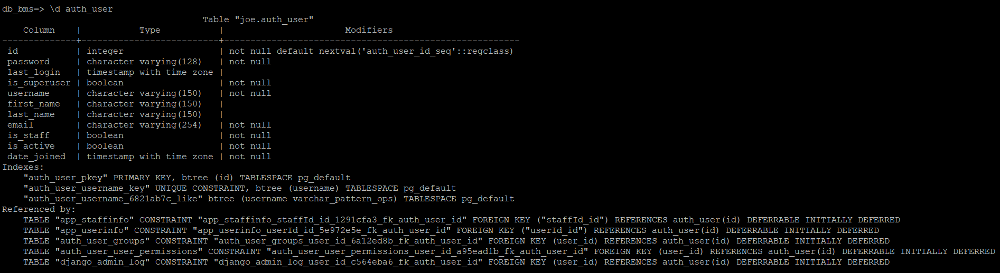 db_bms=> \d auth_user
                                      Table "joe.auth_user"
    Column    |           Type           |                       Modifiers
--------------+--------------------------+--------------------------------------------------------
 id           | integer                  | not null default nextval('auth_user_id_seq'::regclass)
 password     | character varying(128)   | not null
 last_login   | timestamp with time zone |
 is_superuser | boolean                  | not null
 username     | character varying(150)   | not null
 first_name   | character varying(150)   |
 last_name    | character varying(150)   |
 email        | character varying(254)   | not null
 is_staff     | boolean                  | not null
 is_active    | boolean                  | not null
 date_joined  | timestamp with time zone | not null
Indexes:
    "auth_user_pkey" PRIMARY KEY, btree (id) TABLESPACE pg_default
    "auth_user_username_key" UNIQUE CONSTRAINT, btree (username) TABLESPACE pg_default
    "auth_user_username_6821ab7c_like" btree (username varchar_pattern_ops) TABLESPACE pg_default
Referenced by:
    TABLE "app_staffinfo" CONSTRAINT "app_staffinfo_staffId_id_1291cfa3_fk_auth_user_id" FOREIGN KEY ("staffId_id") REFERENCES auth_user(id) DEFERRABLE INITIALLY DEFERRED
    TABLE "app_userinfo" CONSTRAINT "app_userinfo_userId_id_5e972e5e_fk_auth_user_id" FOREIGN KEY ("userId_id") REFERENCES auth_user(id) DEFERRABLE INITIALLY DEFERRED
    TABLE "auth_user_groups" CONSTRAINT "auth_user_groups_user_id_6a12ed8b_fk_auth_user_id" FOREIGN KEY (user_id) REFERENCES auth_user(id) DEFERRABLE INITIALLY DEFERRED
    TABLE "auth_user_user_permissions" CONSTRAINT "auth_user_user_permissions_user_id_a95ead1b_fk_auth_user_id" FOREIGN KEY (user_id) REFERENCES auth_user(id) DEFERRABLE INITIALLY DEFERRED
    TABLE "django_admin_log" CONSTRAINT "django_admin_log_user_id_c564eba6_fk_auth_user_id" FOREIGN KEY (user_id) REFERENCES auth_user(id) DEFERRABLE INITIALLY DEFERRED